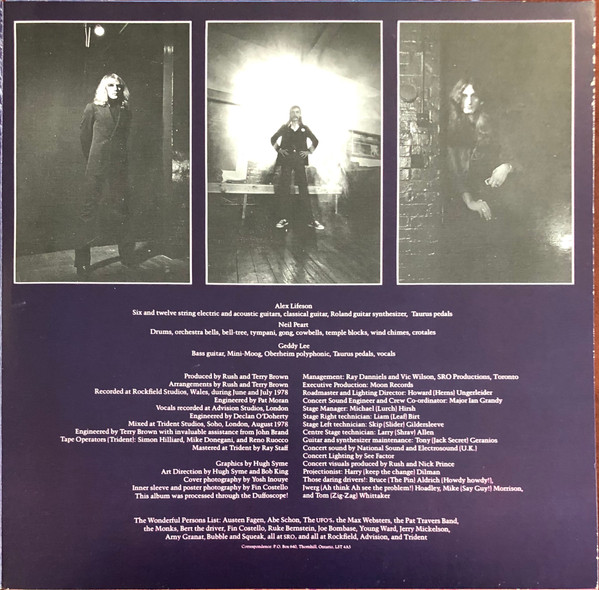 Alex Lifeson
Six and twelve string electric and acoustic guitars, classical guitar, Roland guitar synthesizer, Taurus pedals
Neil Peart
Drums, orchestra bells, bell-tree, tympani, gong, cowbells, temple blocks, wind chimes, crotales
Geddy Lee
Bass guitar, Mini-Moog, Oberheim polyphonic, Taurus pedals, vocals
Produced by Rush and Terry Brown
Arrangements by Rush and Terry Brown
Recorded at Rockfield Studios, Wales, during June and July 1978
Engineered by Pat Moran
Vocals recorded at Advision Studios, London
Engineered by Declan O'Doherty
Mixed at Trident Studios, Soho, London, August 1978
Engineered by Terry Brown with invaluable assistance from John Brand
Tape Operators (Trident): Simon Hilliard, Mike Donegani, and Reno Ruocco
Mastered at Trident by Ray Staff
Graphics by Hugh Syme
Art Direction by Hugh Syme and Bob King
Cover photography by Yosh Inouye
Inner sleeve and poster photography by Fin Costello
This album was processed through the Duffoscope!
Management: Ray Danniels and Vic Wilson, SRO Productions, Toronto
Executive Production: Moon Records
Roadmaster and Lighting Director: Howard (Herns) Ungerleider
Concert Sound Engineer and Crew Co-ordinator: Major Ian Grandy
Stage Manager: Michael (Lurch) Hirsh
Stage Right technician: Liam (Leaf) Birt
Stage Left technician: Skip (Slider) Gildersleeve
Centre Stage technician: Larry (Shrav) Allen
Guitar and synthesizer maintenance: Tony (Jack Secret) Geranios
Concert sound by National Sound and Electrosound (U.K.)
Concert Lighting by See Factor
Concert visuals produced by Rush and Nick Prince
Projectionist: Harry (keep the change) Dilman
Those daring drivers!: Bruce (The Pin) Aldrich (Howdy howdy!),
Jwerg (Ah think Ah see the problem!) Hoadley, Mike (Say Guy!) Morrison,
and Tom (Zig-Zag) Whittaker
The Wonderful Persons List: Austen Fagen, Abe Schon, The UFO'S, the Max Websters, the Pat Travers Band,
the Monks, Bert the driver, Fin Costello, Ruke Bernstein, Joe Bombase, Young Ward, Jerry Mickelson,
Amy Granat, Bubble and Squeak, all at SRO, and all at Rockfield, Advision, and Trident
Correspondence: P.O. Box 640, Thornhill, Ontario. L3T 4A5